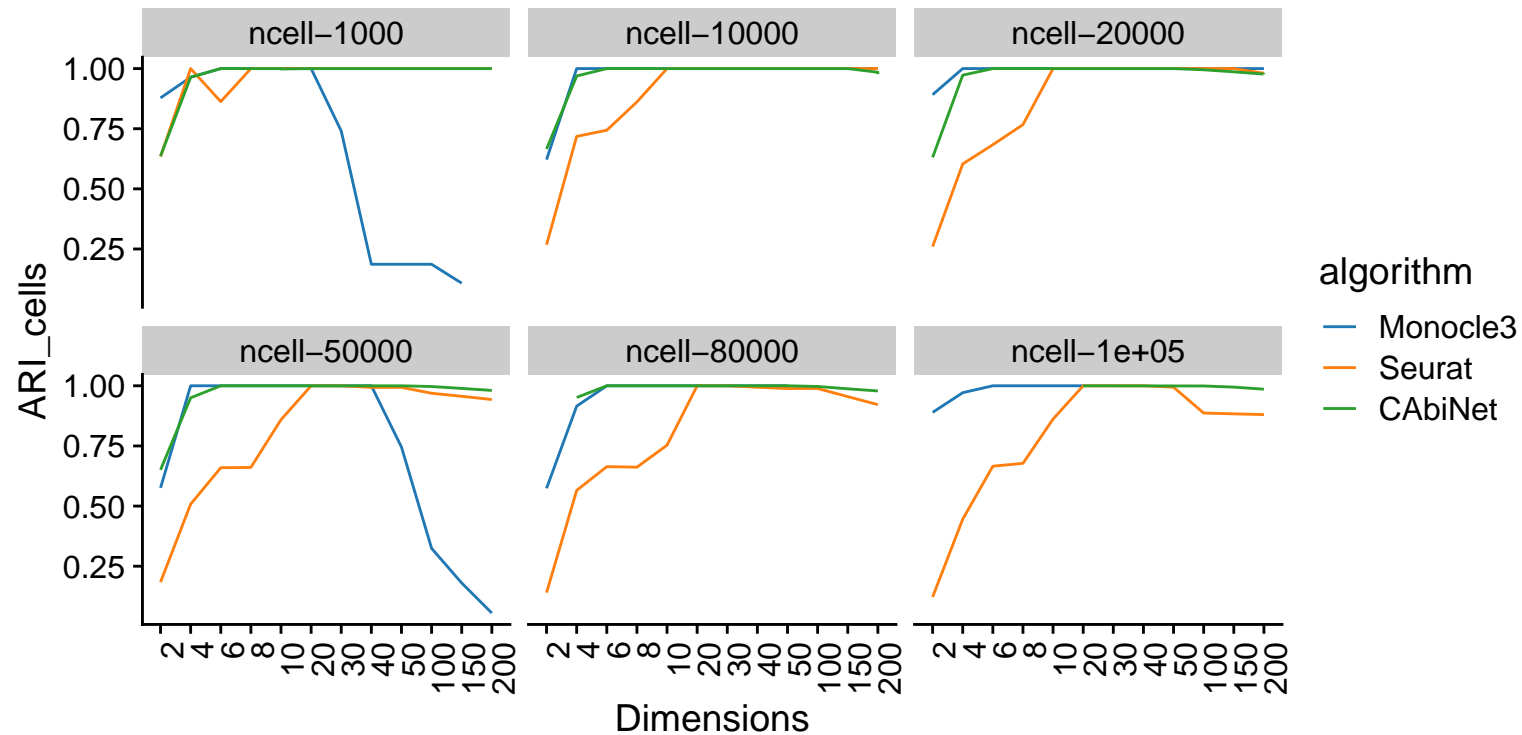 ncell−1000 ncell−10000 ncell−20000
1.00
0.75
0.50
0.25
ncell−50000 ncell−80000 ncell−1e+05
1.00
0.75
0.50
0.25
2 4 6 8 10 20 30 40 50 100 150 200
2 4 6 8 10 20 30 40 50 100 150 200
2 4 6 8 10 20 30 40 50 100 150 200
Dimensions
ARI_cells
algorithm
Monocle3
Seurat
CAbiNet